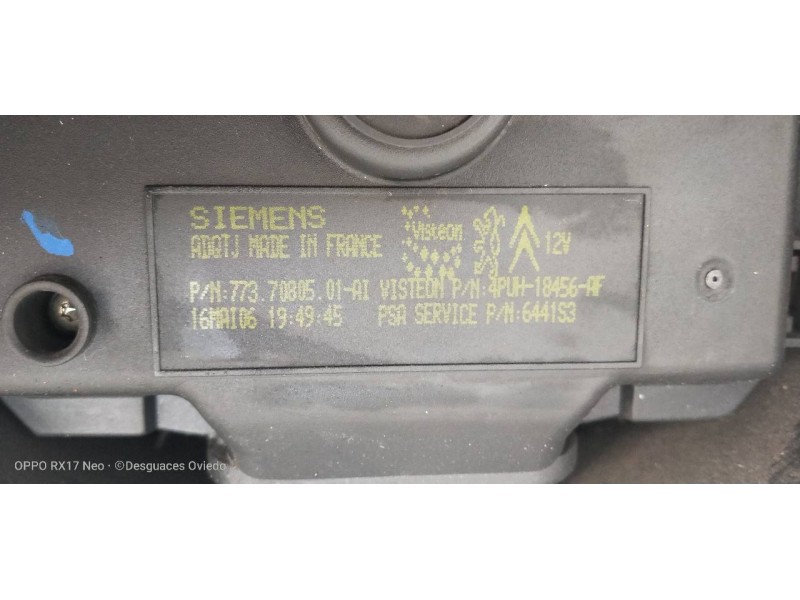 SIEMENS
ADQTJ MADE IN FRANCE
Visteon
12V
P/N:773.70805.01-AI VISTEON P/N:4PUH-18456-AF
16MAI06 19:49:45 PSA SERVICE P/N:6441S3
OPPO RX17 Neo · ©Desguaces Oviedo